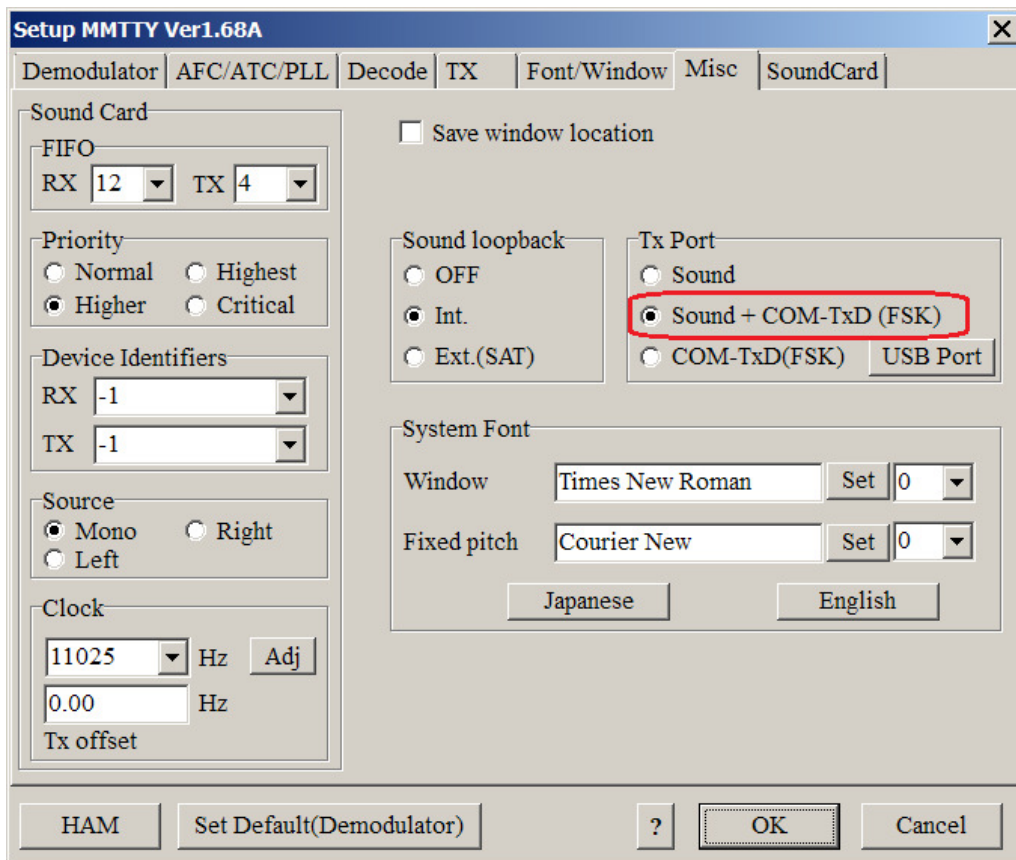 Setup MMTTY Ver1.68A
Demodulator AFC/ATC/PLL Decode TX Font/Window Misc SoundCard
Sound Card
FIFO
RX 12 TX 4
Priority
Normal Highest
Higher Critical
Device Identifiers
RX -1
TX -1
Source
Mono Right
Left
Clock
11025 Hz Adj
0.00 Hz
Tx offset
Save window location
Sound loopback
OFF
Int.
Ext.(SAT)
Tx Port
Sound
Sound + COM-TxD (FSK)
COM-TxD(FSK) USB Port
System Font
Window Times New Roman Set 0
Fixed pitch Courier New Set 0
Japanese English
HAM Set Default(Demodulator) ? OK Cancel